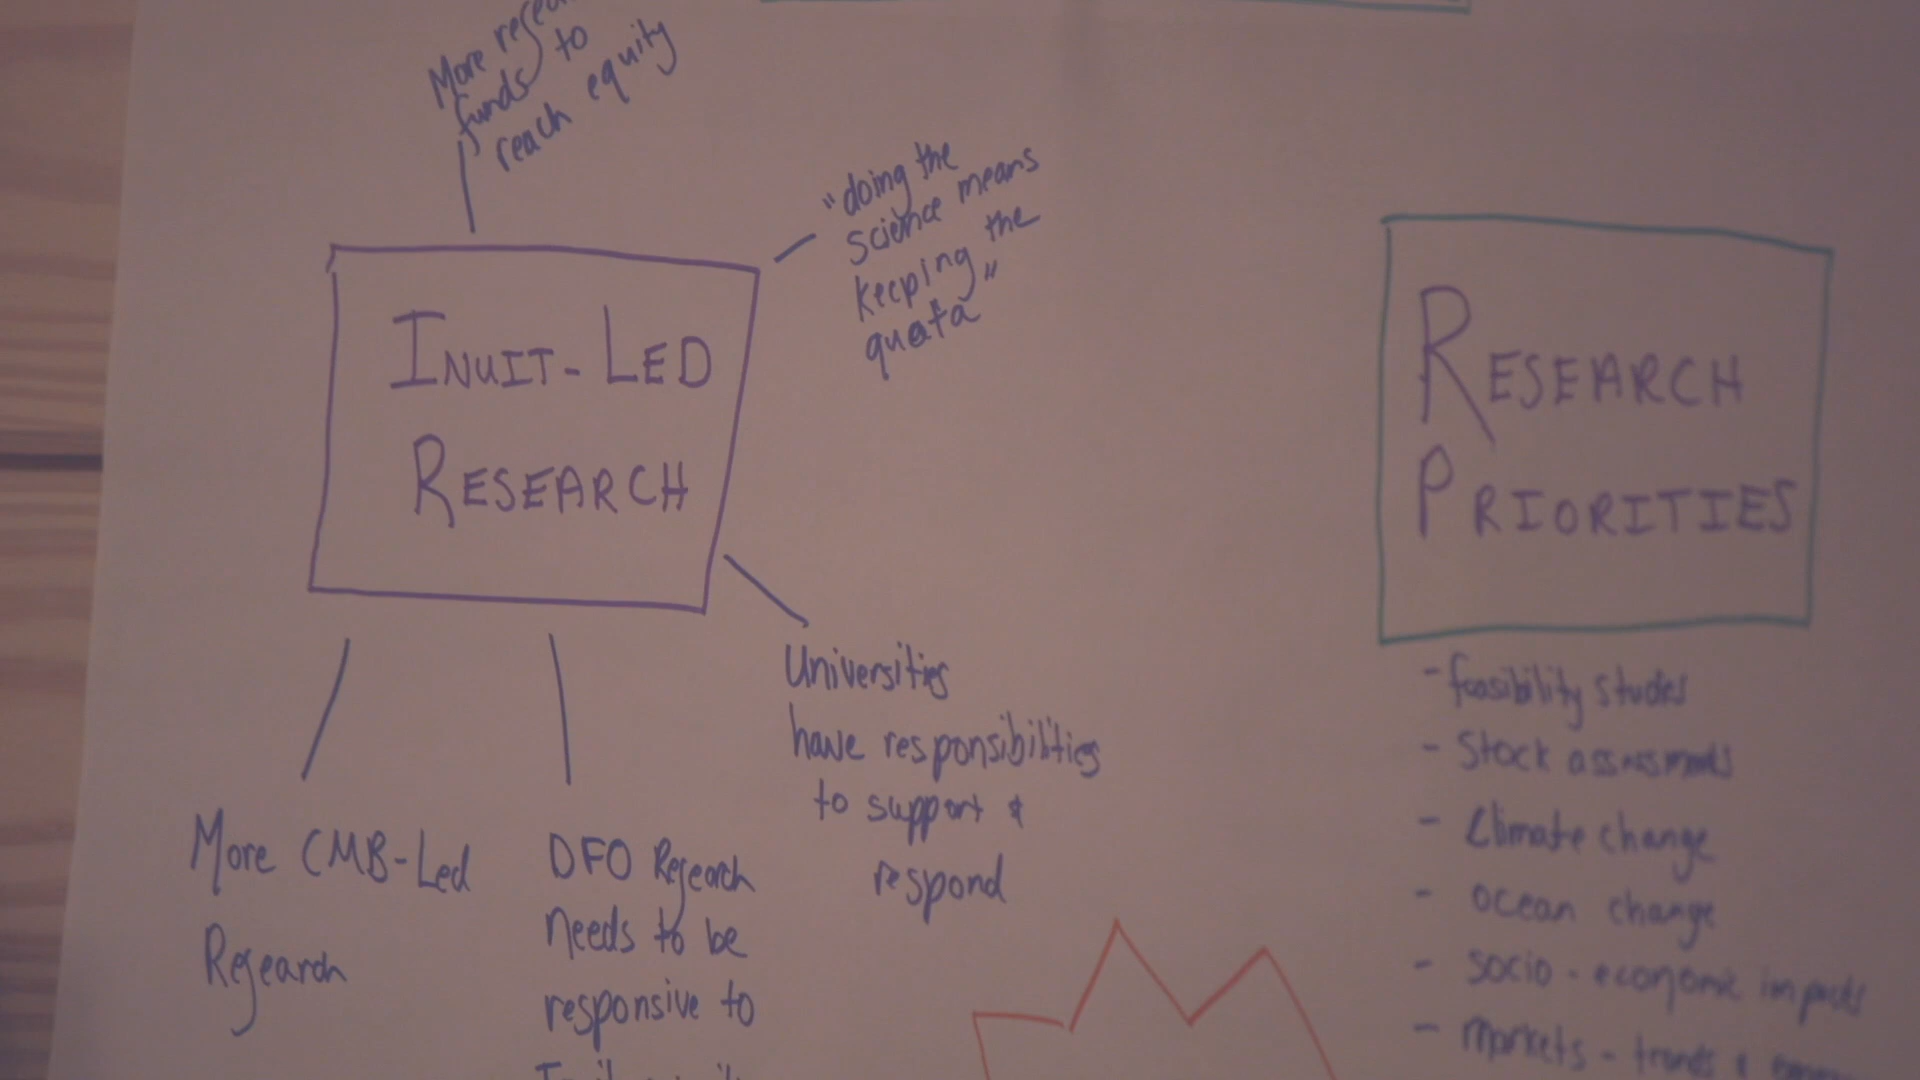 More
funds to
reach equity
"doing the
science means
keeping the
quota"
INUIT-LED
RESEARCH
Universities
have responsibilities
to support &
respond
More CMB-Led
Research
DFO Research
Needs to be
responsive to
RESEARCH
PRIORITIES
- feasibility studies
- Stock assessments
- Climate change
- ocean change
- socio-economic impacts
- markets - trends &